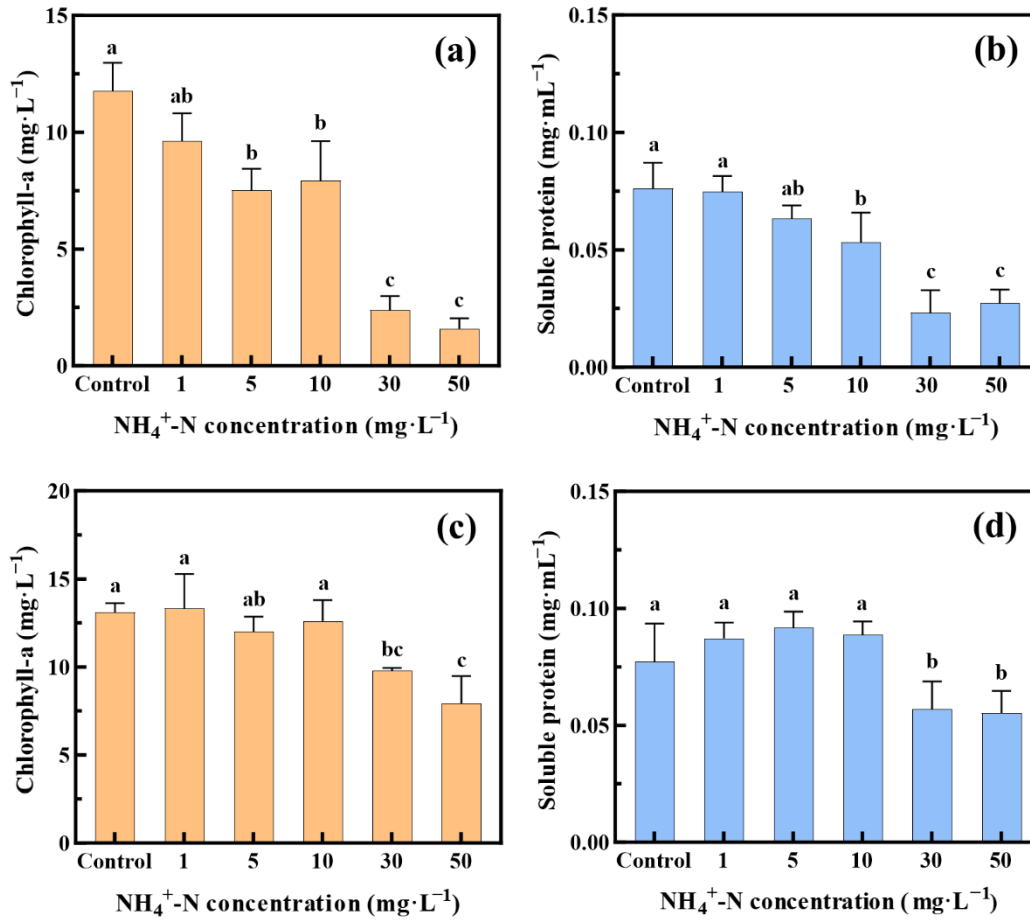 (a)
Chlorophyll-a (mg·L⁻¹)
15
10
5
0
a
ab
b
b
c
c
Control 1 5 10 30 50
NH₄⁺-N concentration (mg·L⁻¹)
(b)
Soluble protein (mg·mL⁻¹)
0.15
0.10
0.05
0.00
a
a
ab
b
c
c
Control 1 5 10 30 50
NH₄⁺-N concentration (mg·L⁻¹)
(c)
Chlorophyll-a (mg·L⁻¹)
20
15
10
5
0
a
a
ab
a
bc
c
Control 1 5 10 30 50
NH₄⁺-N concentration (mg·L⁻¹)
(d)
Soluble protein (mg·mL⁻¹)
0.15
0.10
0.05
0.00
a
a
a
a
b
b
Control 1 5 10 30 50
NH₄⁺-N concentration (mg·L⁻¹)